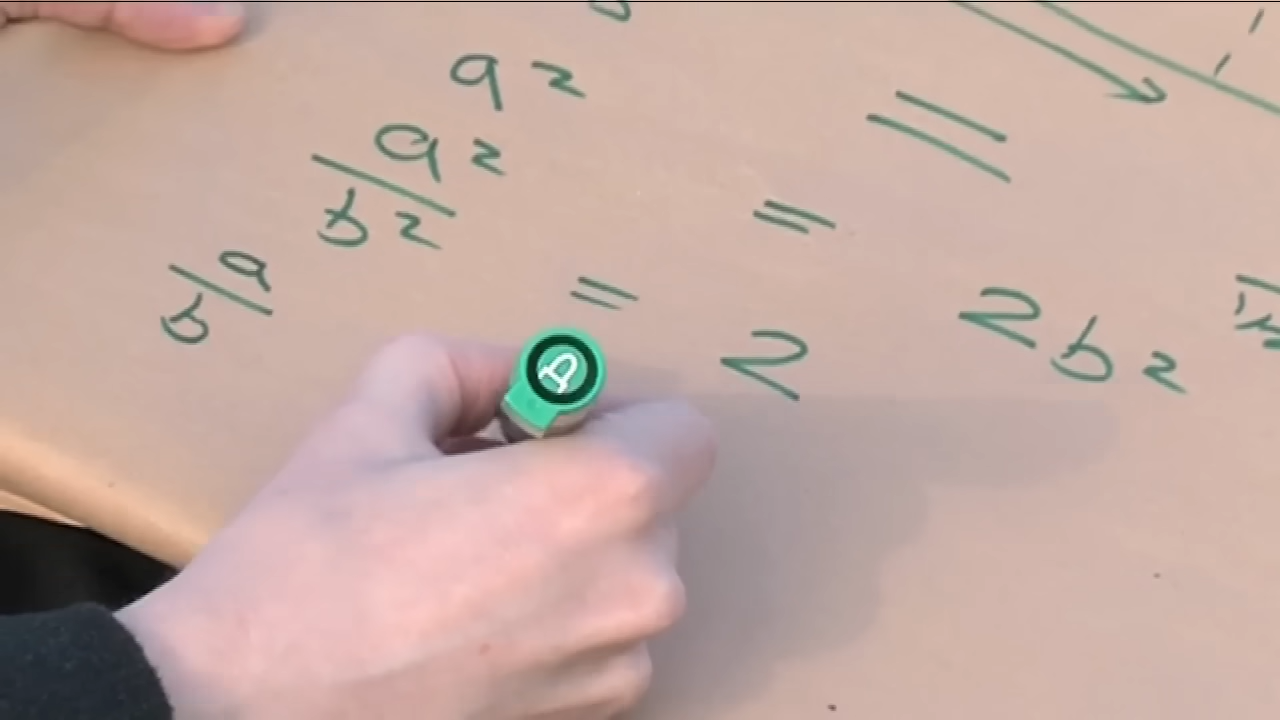 a2 = 2b2
a2/b2 = 2
a/b